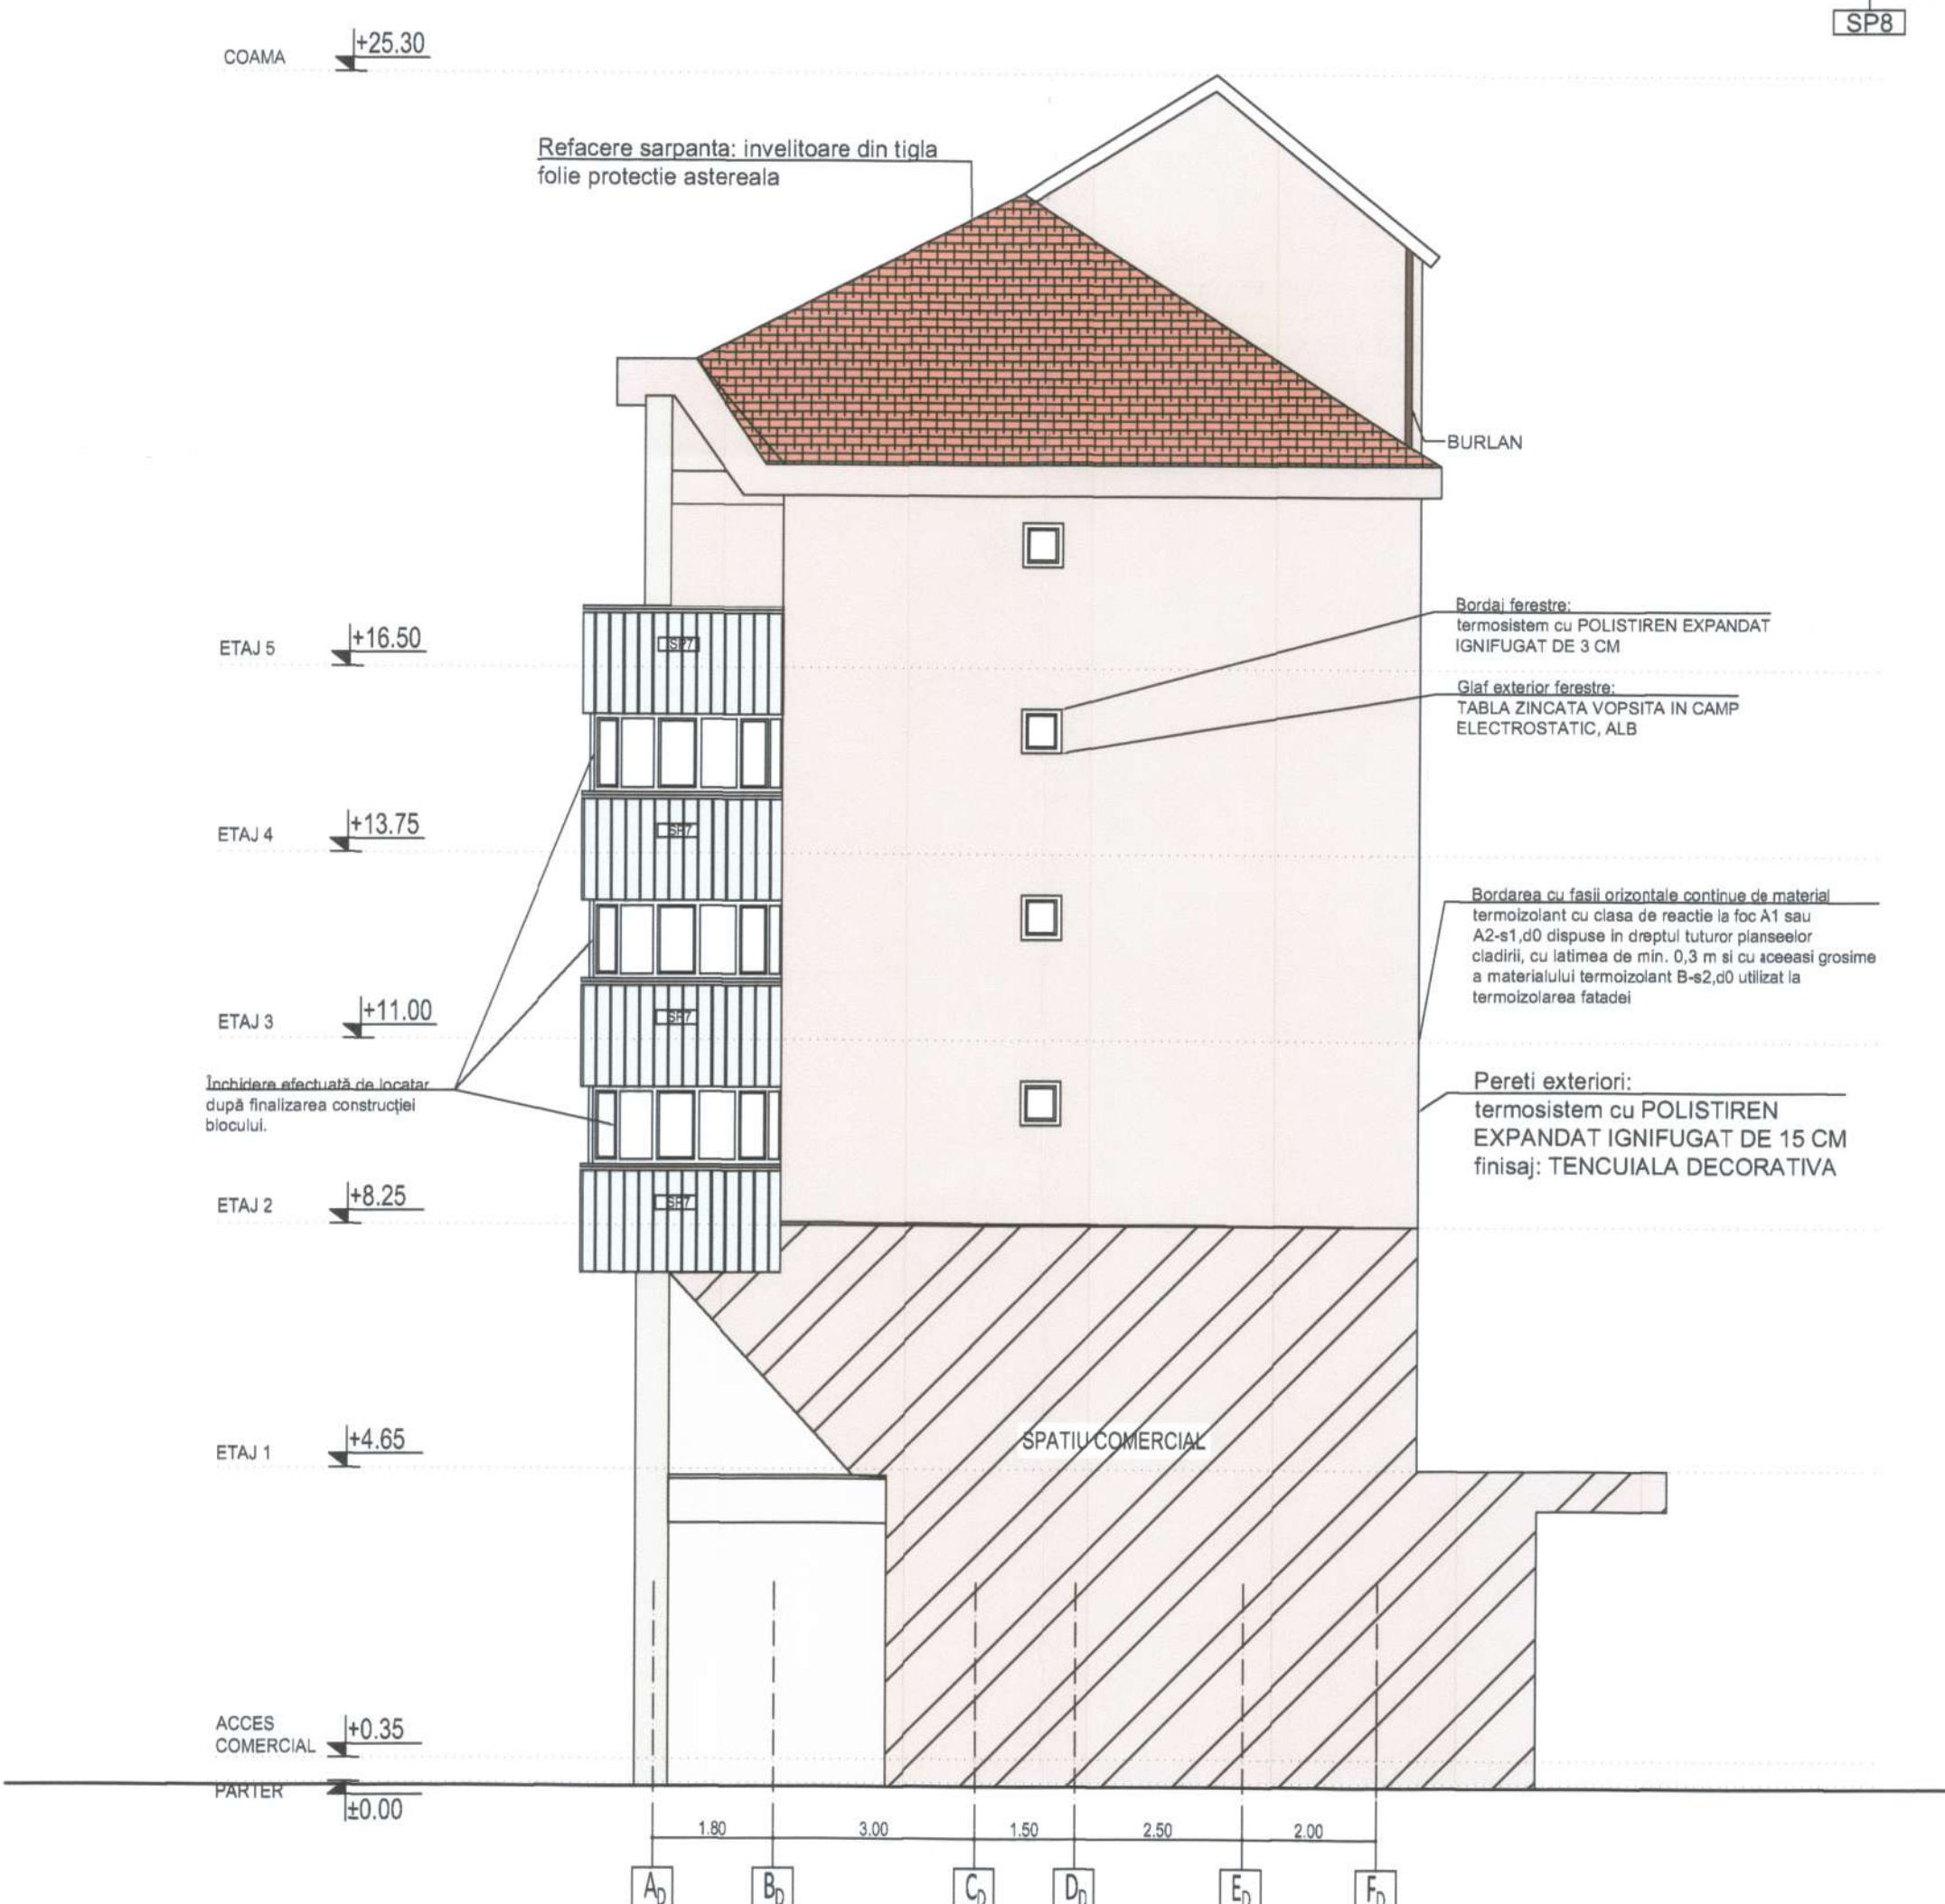 SP8
COAMA
+25.30
Refacere sarpanta: invelitoare din tigla
folie protectie astereala
BURLAN
Bordaj ferestre:
termosistem cu POLISTIREN EXPANDAT
IGNIFUGAT DE 3 CM
ETAJ 5
+16.50
SP7
Glaf exterior ferestre:
TABLA ZINCATA VOPSITA IN CAMP
ELECTROSTATIC, ALB
ETAJ 4
+13.75
SP7
Bordarea cu fasii orizontale continue de material
termoizolant cu clasa de reactie la foc A1 sau
A2-s1,d0 dispuse in dreptul tuturor planseelor
cladirii, cu latimea de min. 0,3 m si cu aceeasi grosime
a materialului termoizolant B-s2,d0 utilizat la
termoizolarea fatadei
ETAJ 3
+11.00
SP7
Închidere efectuată de locatar
după finalizarea construcției
blocului.
Pereti exteriori:
termosistem cu POLISTIREN
EXPANDAT IGNIFUGAT DE 15 CM
finisaj: TENCUIALA DECORATIVA
ETAJ 2
+8.25
SP7
ETAJ 1
+4.65
SPATIU COMERCIAL
ACCES
COMERCIAL
+0.35
PARTER
±0.00
1.80
3.00
1.50
2.50
2.00
AD
BD
CD
DD
ED
FD